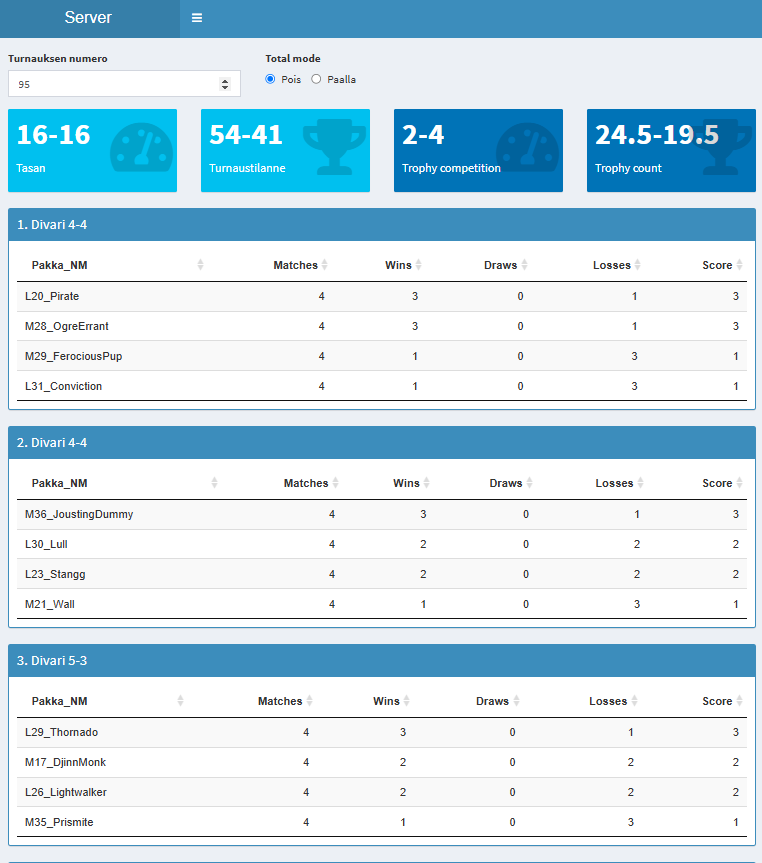 Server
Turnauksen numero
Total mode
95
Pois Paalla
16-16
Tasan
54-41
Turnaustilanne
2-4
Trophy competition
24.5-19.5
Trophy count
1. Divari 4-4
Pakka_NM Matches Wins Draws Losses Score
L20_Pirate 4 3 0 1 3
M28_OgreErrant 4 3 0 1 3
M29_FerociousPup 4 1 0 3 1
L31_Conviction 4 1 0 3 1
2. Divari 4-4
Pakka_NM Matches Wins Draws Losses Score
M36_JoustingDummy 4 3 0 1 3
L30_Lull 4 2 0 2 2
L23_Stangg 4 2 0 2 2
M21_Wall 4 1 0 3 1
3. Divari 5-3
Pakka_NM Matches Wins Draws Losses Score
L29_Thornado 4 3 0 1 3
M17_DjinnMonk 4 2 0 2 2
L26_Lightwalker 4 2 0 2 2
M35_Prismite 4 1 0 3 1